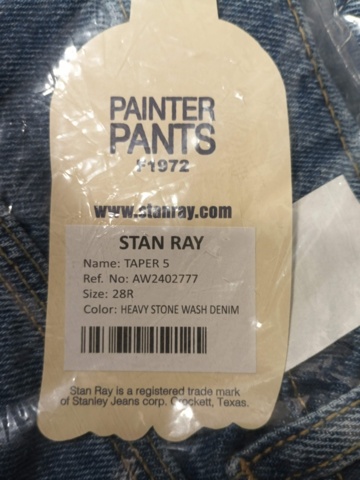 PAINTER
PANTS
F1972
www.stanray.com
STAN RAY
Name: TAPER 5
Ref. No: AW2402777
Size: 28R
Color: HEAVY STONE WASH DENIM
Stan Ray is a registered trade mark
of Stanley Jeans corp. Crockett, Texas.